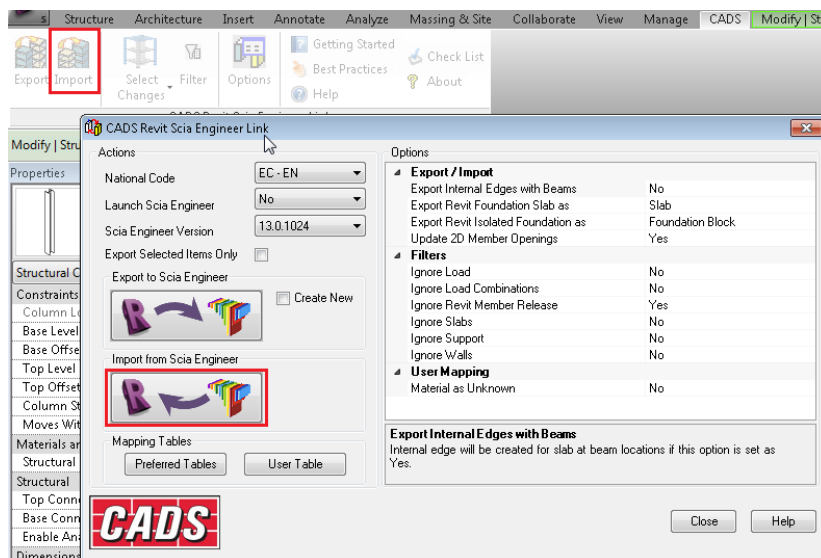 s Structure Architecture Insert Annotate Analyze Massing & Site Collaborate View Manage CADS Modify | St
Export Import Select Changes Filter Options Getting Started Check List
Best Practices About
Help
CADS Revit Scia Engineer Link
Modify | Stru
Actions
Options
Properties
National Code EC - EN
Launch Scia Engineer No
Scia Engineer Version 13.0.1024
Export Selected Items Only
Export to Scia Engineer
Create New
Import from Scia Engineer
Mapping Tables
Preferred Tables User Table
CADS
Export / Import
Export Internal Edges with Beams No
Export Revit Foundation Slab as Slab
Export Revit Isolated Foundation as Foundation Block
Update 2D Member Openings Yes
Filters
Ignore Load No
Ignore Load Combinations No
Ignore Revit Member Release Yes
Ignore Slabs No
Ignore Support No
Ignore Walls No
User Mapping
Material as Unknown No
Export Internal Edges with Beams
Internal edge will be created for slab at beam locations if this option is set as
Yes.
Close Help
Structural C
Constraints
Column Lo
Base Level
Base Offse
Top Level
Top Offset
Column St
Moves Wit
Materials an
Structural
Structural
Top Conn
Base Conn
Enable An
Dimensions